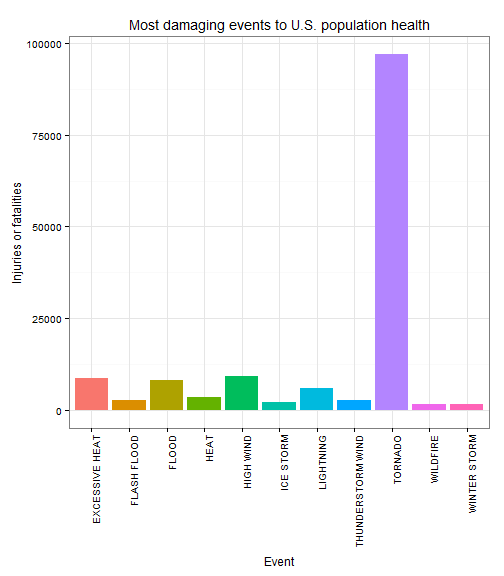 Most damaging events to U.S. population health
Injuries or fatalities
100000
75000
50000
25000
0
EXCESSIVE HEAT
FLASH FLOOD
FLOOD
HEAT
HIGH WIND
ICE STORM
LIGHTNING
THUNDERSTORM WIND
TORNADO
WILDFIRE
WINTER STORM
Event